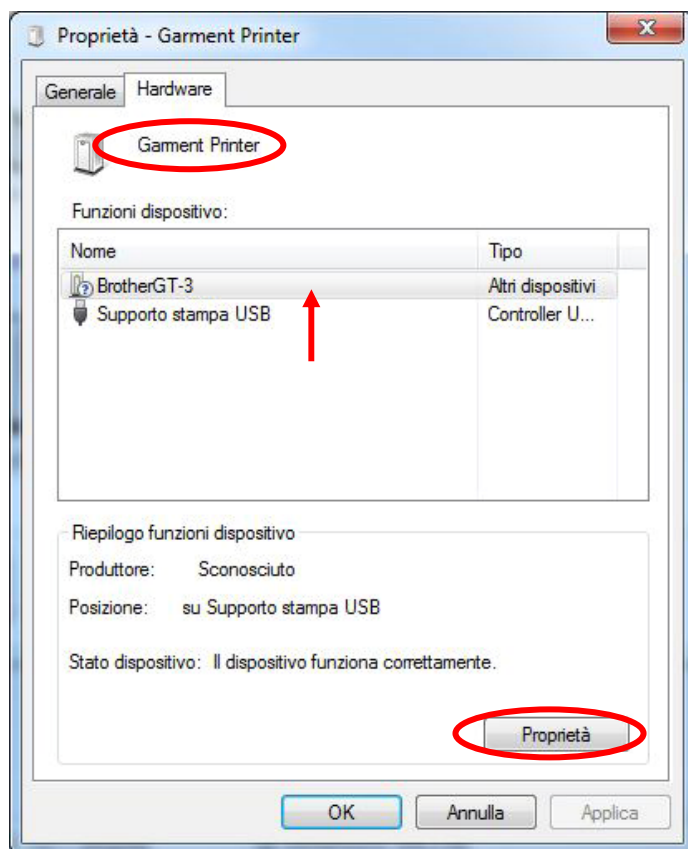 Proprietà - Garment Printer
Generale Hardware
Garment Printer
Funzioni dispositivo:
Nome Tipo
BrotherGT-3 Altri dispositivi
Supporto stampa USB Controller U...
Riepilogo funzioni dispositivo
Produttore: Sconosciuto
Posizione: su Supporto stampa USB
Stato dispositivo: Il dispositivo funziona correttamente.
Proprietà
OK Annulla Applica